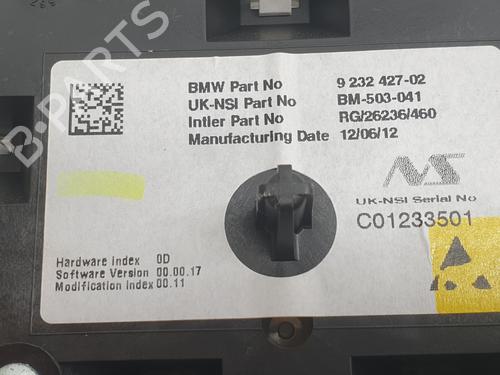 BMW Part No 9 232 427-02
UK-NSI Part No BM-503-041
Intler Part No RG/26236/460
Manufacturing Date 12/06/12
UK-NSI Serial No
C01233501
Hardware Index 0D
Software Version 00.00.17
Modification Index 00.11
B-PARTS